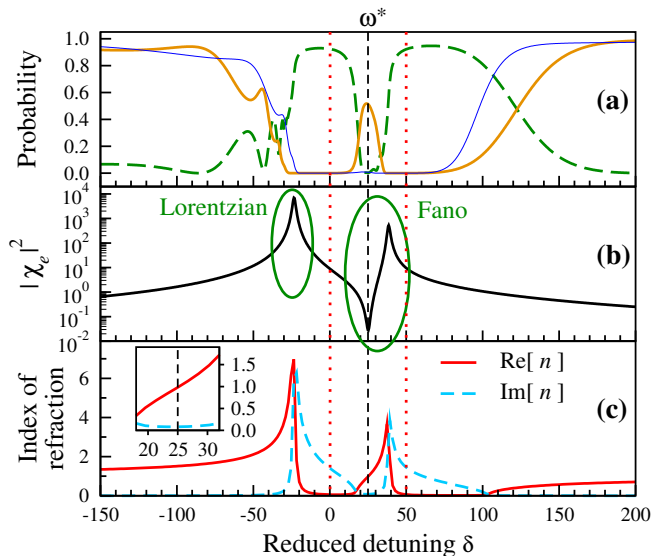 ω*
1.0
0.8
0.6
0.4
0.2
0.0
Probability
(a)
10^4
10^3
10^2
10^1
10^0
10^-1
10^-2
|χ_e|^2
Lorentzian
Fano
(b)
6
4
2
0
Index of
refraction
1.5
1.0
0.5
0.0
20 25 30
Re[ n ]
Im[ n ]
(c)
-150 -100 -50 0 50 100 150 200
Reduced detuning δ